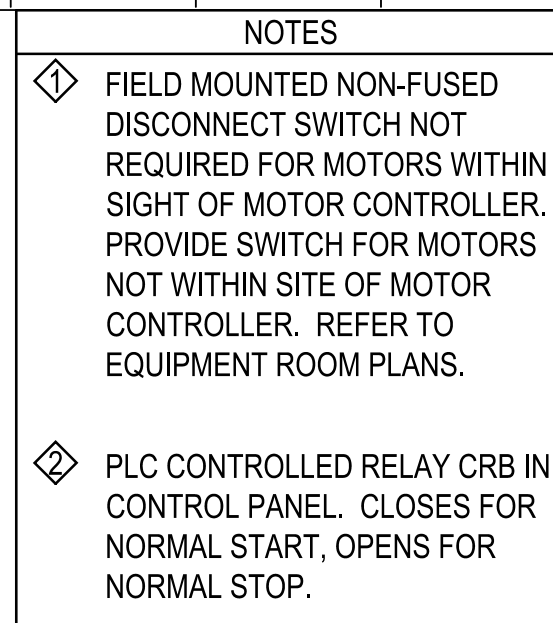 NOTES
1 FIELD MOUNTED NON-FUSED
DISCONNECT SWITCH NOT
REQUIRED FOR MOTORS WITHIN
SIGHT OF MOTOR CONTROLLER.
PROVIDE SWITCH FOR MOTORS
NOT WITHIN SITE OF MOTOR
CONTROLLER. REFER TO
EQUIPMENT ROOM PLANS.
2 PLC CONTROLLED RELAY CRB IN
CONTROL PANEL. CLOSES FOR
NORMAL START, OPENS FOR
NORMAL STOP.